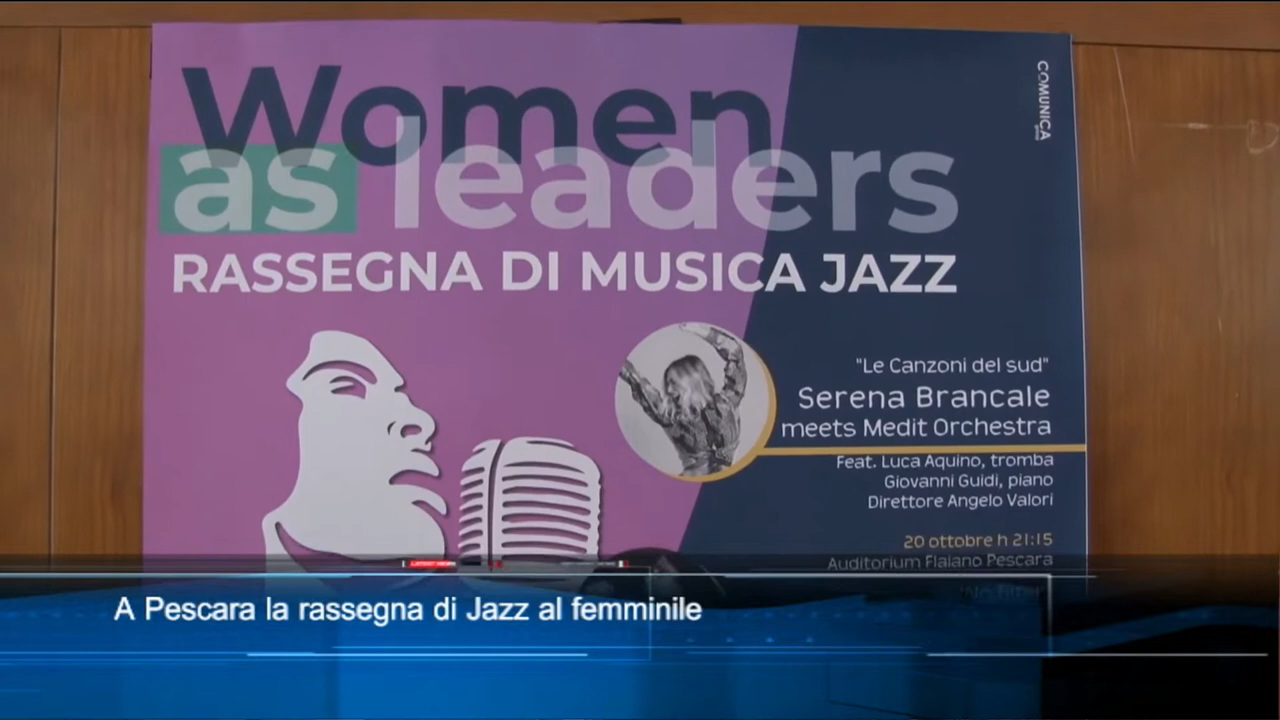 Women
as leaders
RASSEGNA DI MUSICA JAZZ
COMUNICA
"Le Canzoni del sud"
Serena Brancale
meets Medit Orchestra
Feat. Luca Aquino, tromba
Giovanni Guidi, piano
Direttore Angelo Valori
20 ottobre h 21:15
Auditorium Flaiano Pescara
LATEST NEWS
A Pescara la rassegna di Jazz al femminile